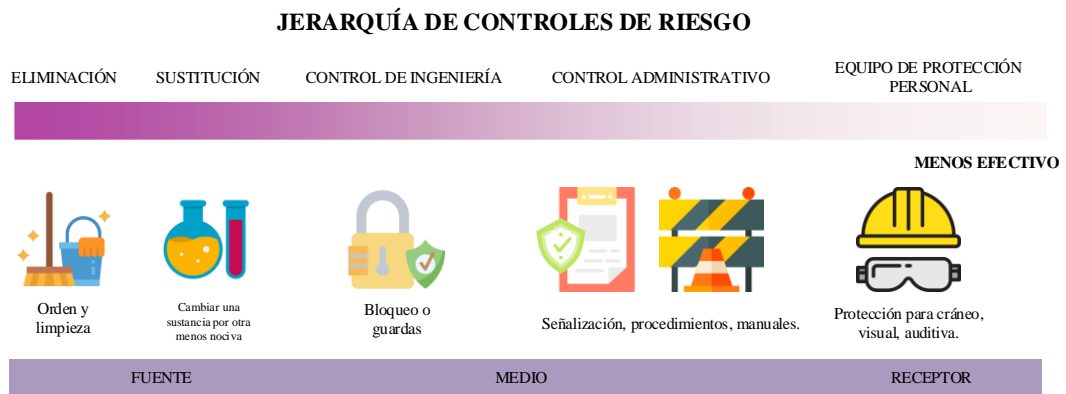 JERARQUÍA DE CONTROLES DE RIESGO
ELIMINACIÓN
SUSTITUCIÓN
CONTROL DE INGENIERÍA
CONTROL ADMINISTRATIVO
EQUIPO DE PROTECCIÓN
PERSONAL
MENOS EFECTIVO
Orden y
limpieza
Cambiar una
sustancia por otra
menos nociva
Bloqueo o
guardas
Señalización, procedimientos, manuales.
Protección para cráneo,
visual, auditiva.
FUENTE
MEDIO
RECEPTOR